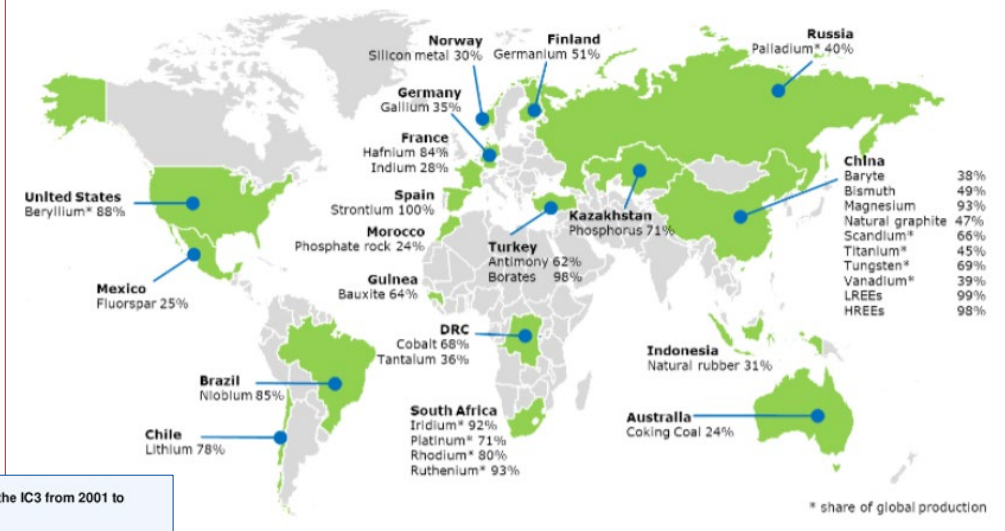 Norway
Silicon metal 30%
Finland
Germanium 51%
Russia
Palladium* 40%
Germany
Gallium 35%
France
Hafnium 84%
Indium 28%
China
Baryte 38%
Bismuth 49%
Magnesium 93%
Natural graphite 47%
Scandium* 66%
Titanium* 45%
Tungsten* 69%
Vanadium* 39%
LREEs 99%
HREEs 98%
United States
Beryllium* 88%
Spain
Strontium 100%
Kazakhstan
Phosphorus 71%
Morocco
Phosphate rock 24%
Turkey
Antimony 62%
Borates 98%
Mexico
Fluorspar 25%
Guinea
Bauxite 64%
DRC
Cobalt 68%
Tantalum 36%
Indonesia
Natural rubber 31%
Brazil
Niobium 85%
South Africa
Iridium* 92%
Platinum* 71%
Rhodium* 80%
Ruthenium* 93%
Australia
Coking Coal 24%
Chile
Lithium 78%
the IC3 from 2001 to
* share of global production